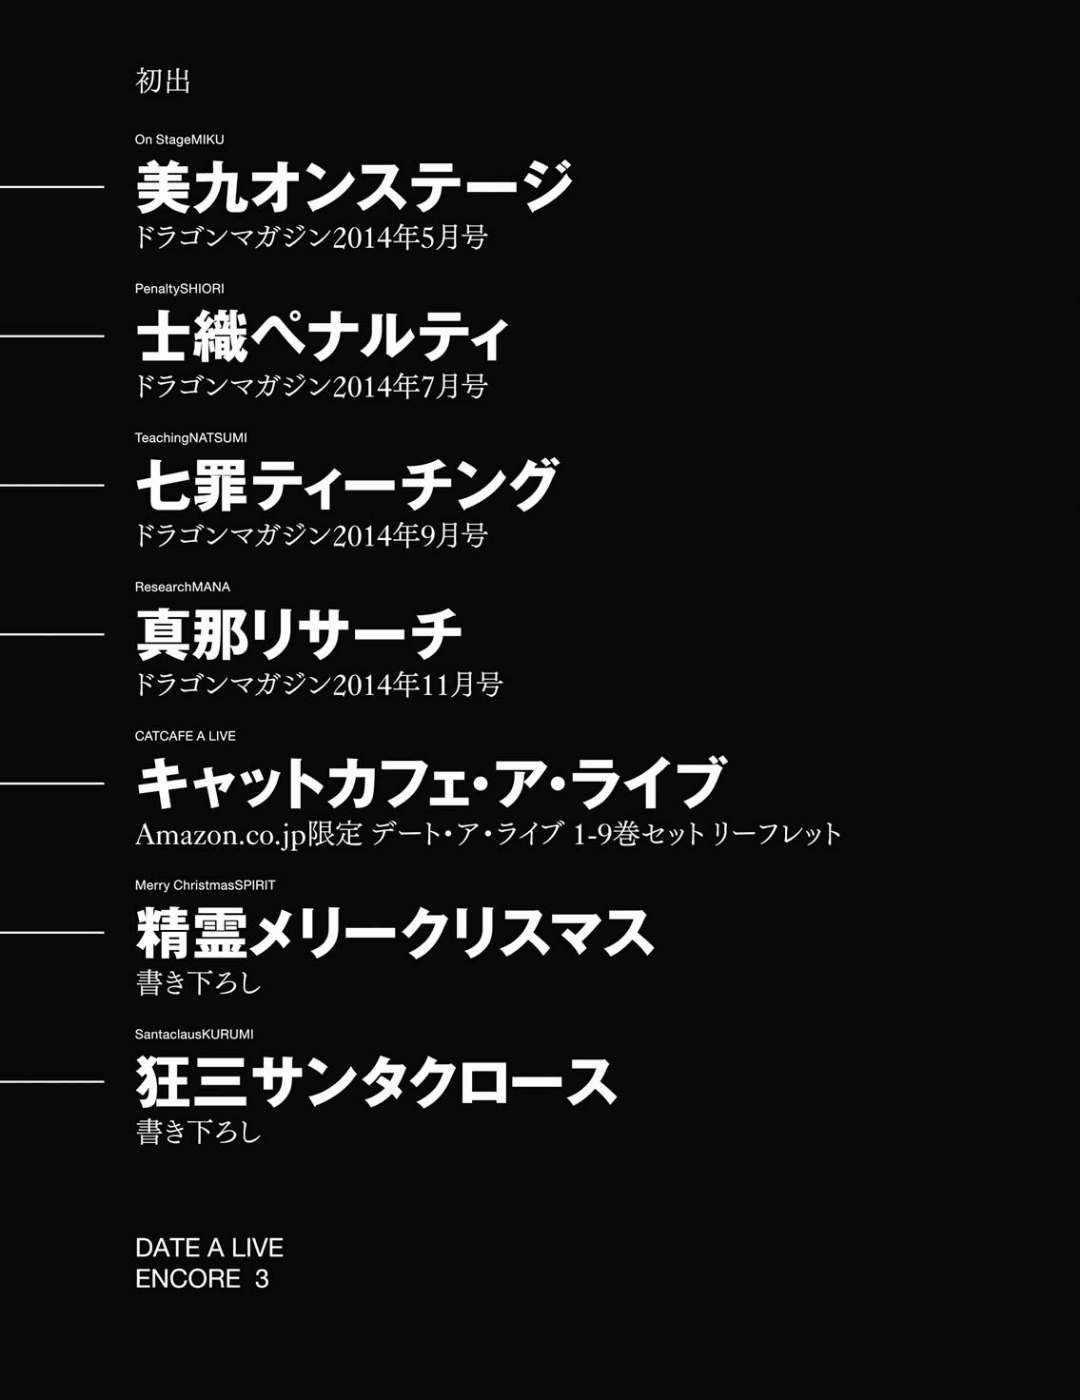 初出
On StageMIKU
美九オンステージ
ドラゴンマガジン2014年5月号
PenaltySHIORI
士織ペナルティ
ドラゴンマガジン2014年7月号
TeachingNATSUMI
七罪ティーチング
ドラゴンマガジン2014年9月号
ResearchMANA
真那リサーチ
ドラゴンマガジン2014年11月号
CATCAFE A LIVE
キャットカフェ・ア・ライブ
Amazon.co.jp限定 デート・ア・ライブ 1-9巻セット リーフレット
Merry ChristmasSPIRIT
精霊メリークリスマス
書き下ろし
SantaclausKURUMI
狂三サンタクロース
書き下ろし
DATE A LIVE
ENCORE 3